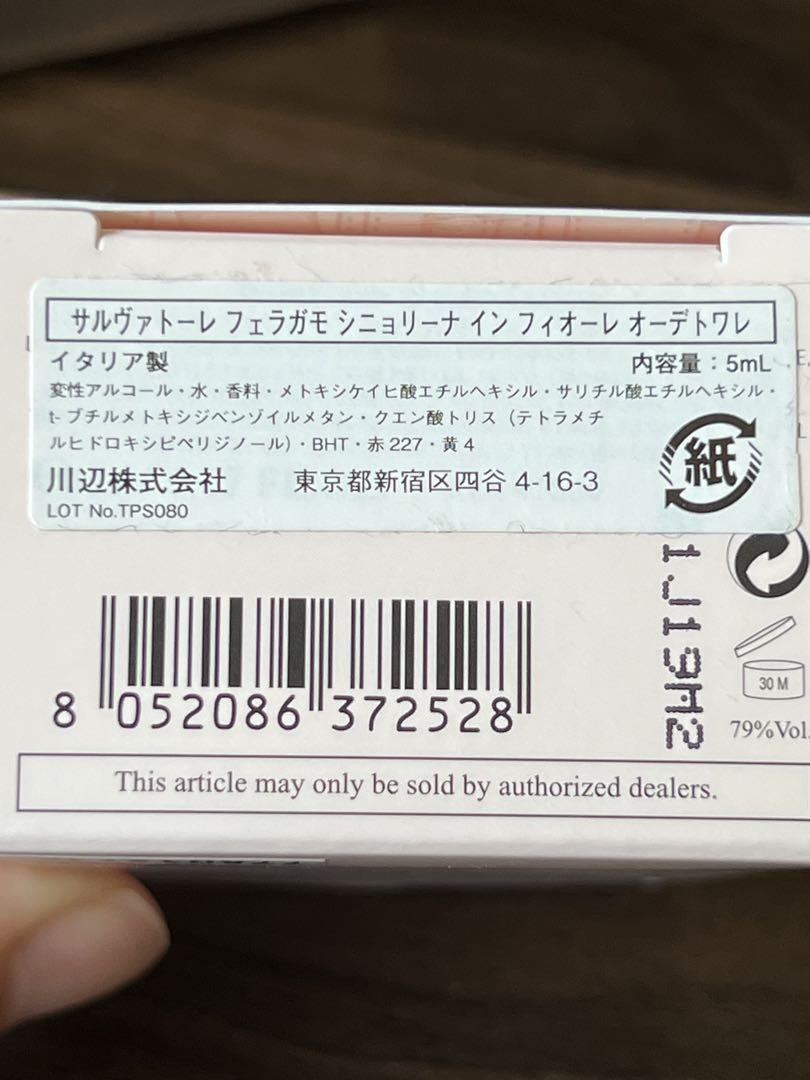 サルヴァトーレ フェラガモ シニョリーナ イン フィオーレ オーデトワレ
イタリア製 内容量：5mL
変性アルコール・水・香料・メトキシケイヒ酸エチルヘキシル・サリチル酸エチルヘキシル・
t-ブチルメトキシジベンゾイルメタン・クエン酸トリス（テトラメチ
ルヒドロキシピペリジノール）・BHT・赤227・黄4
紙
川辺株式会社 東京都新宿区四谷 4-16-3
LOT No.TPS080
1J19M2
30 M
79%Vol.
8 052086 372528
This article may only be sold by authorized dealers.